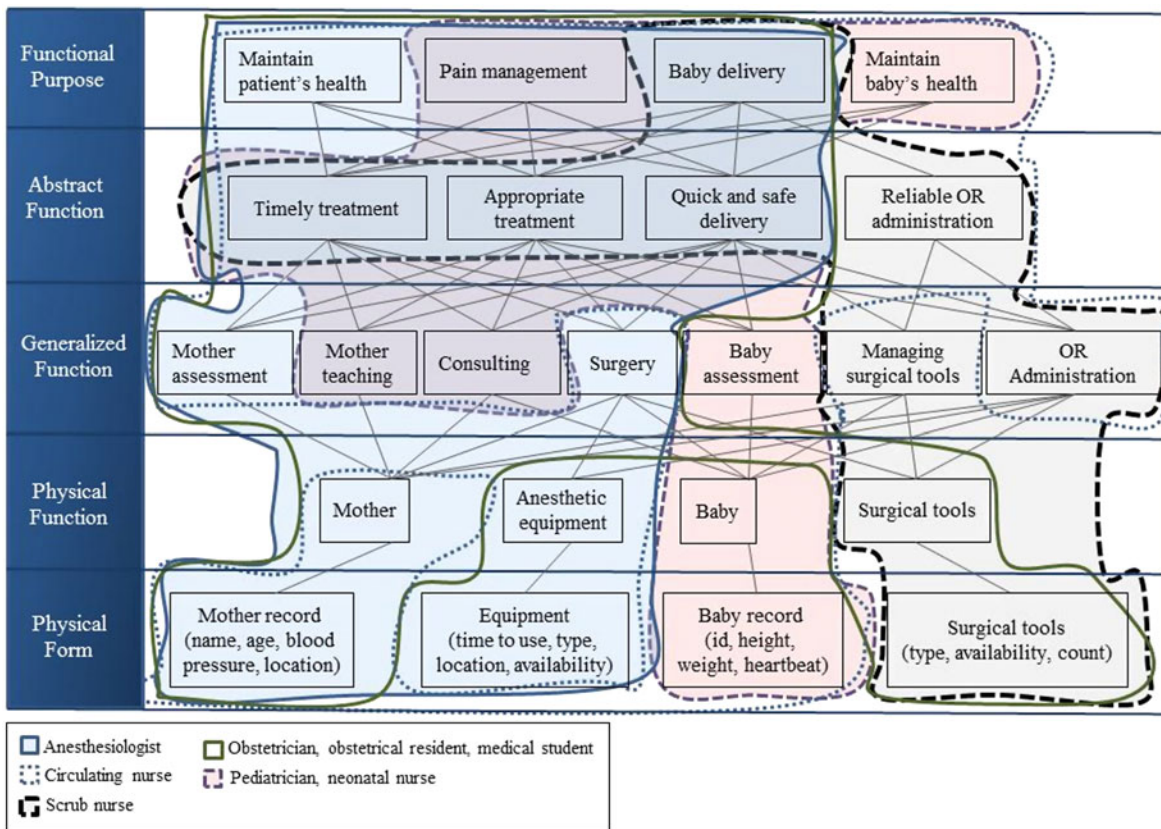 Functional
Purpose
Maintain
patient's health
Pain management
Baby delivery
Maintain
baby's health
Abstract
Function
Timely treatment
Appropriate
treatment
Quick and safe
delivery
Reliable OR
administration
Generalized
Function
Mother
assessment
Mother
teaching
Consulting
Surgery
Baby
assessment
Managing
surgical tools
OR
Administration
Physical
Function
Mother
Anesthetic
equipment
Baby
Surgical tools
Physical
Form
Mother record
(name, age, blood
pressure, location)
Equipment
(time to use, type,
location, availability)
Baby record
(id, height,
weight, heartbeat)
Surgical tools
(type, availability, count)
Anesthesiologist
Obstetrician, obstetrical resident, medical student
Circulating nurse
Pediatrician, neonatal nurse
Scrub nurse